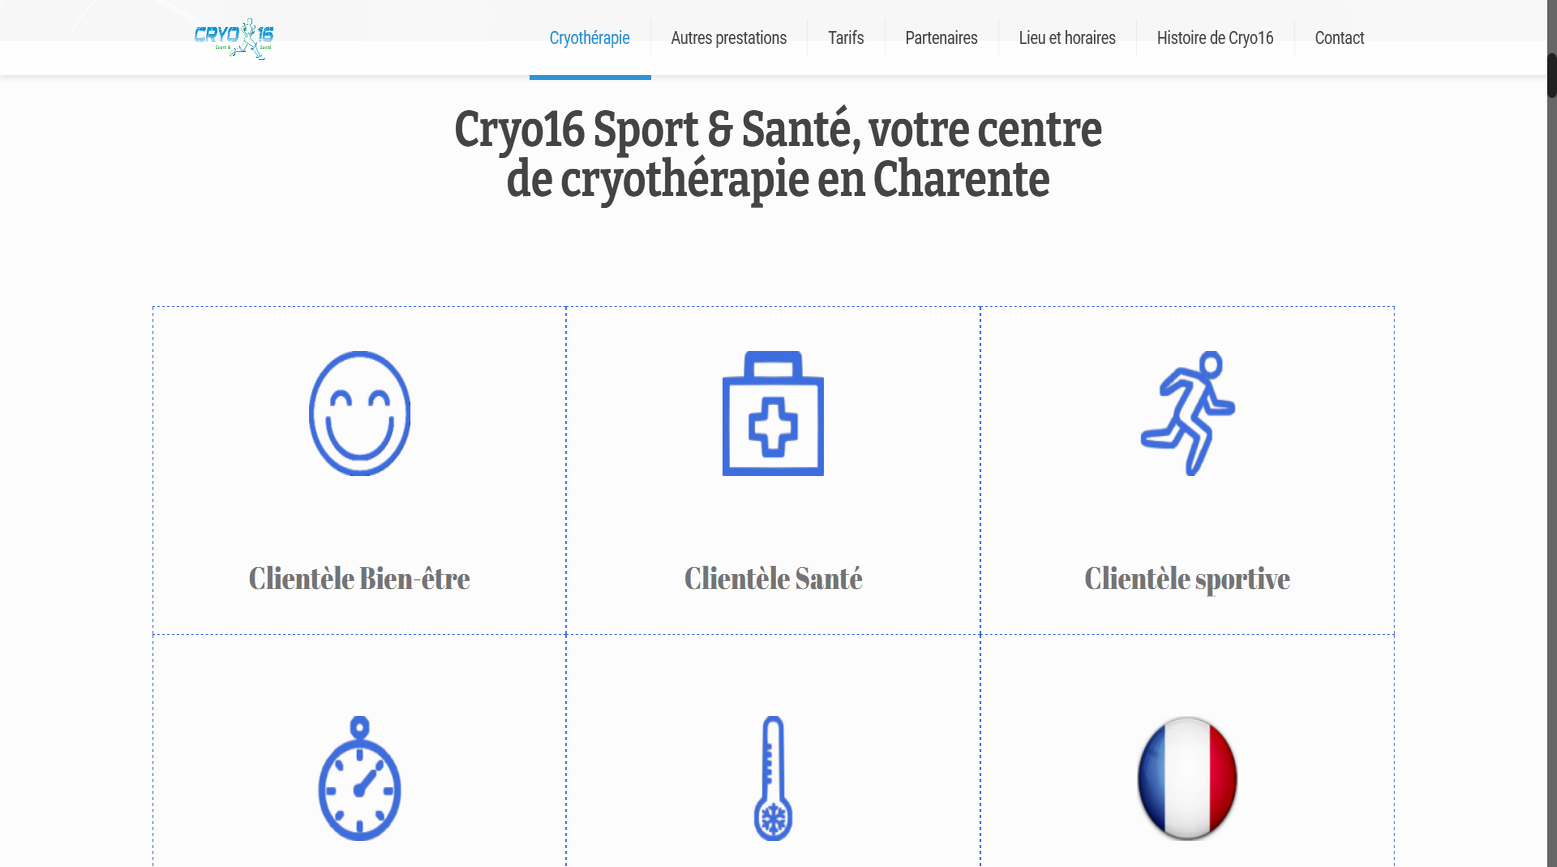 CRYO 16
Sport & Santé
Cryothérapie
Autres prestations
Tarifs
Partenaires
Lieu et horaires
Histoire de Cryo16
Contact
Cryo16 Sport & Santé, votre centre
de cryothérapie en Charente
Clientèle Bien-être
Clientèle Santé
Clientèle sportive